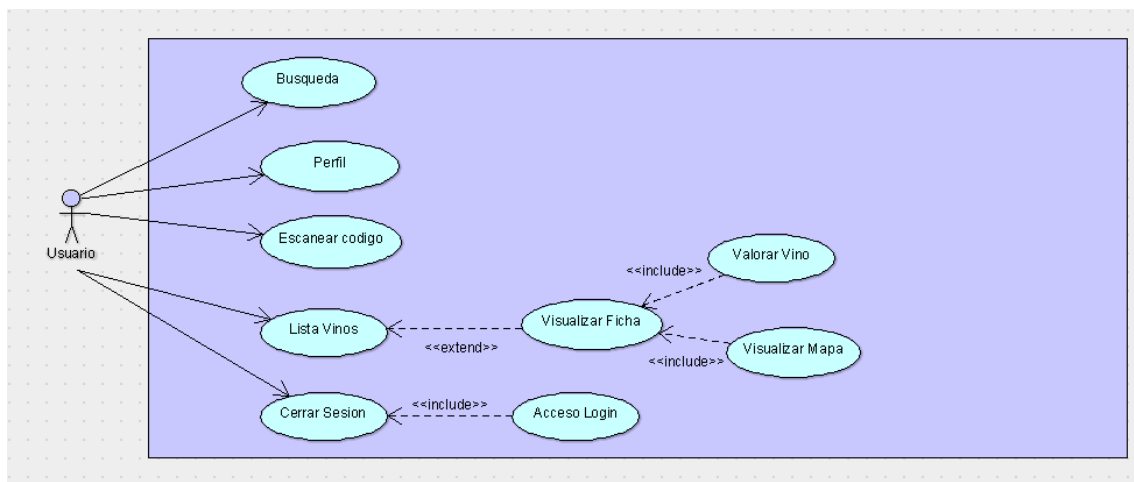 Busqueda
Perfil
Escanear codigo
Usuario
Valorar Vino
<<include>>
Lista Vinos
Visualizar Ficha
<<extend>>
Visualizar Mapa
<<include>>
Cerrar Sesion
<<include>>
Acceso Login